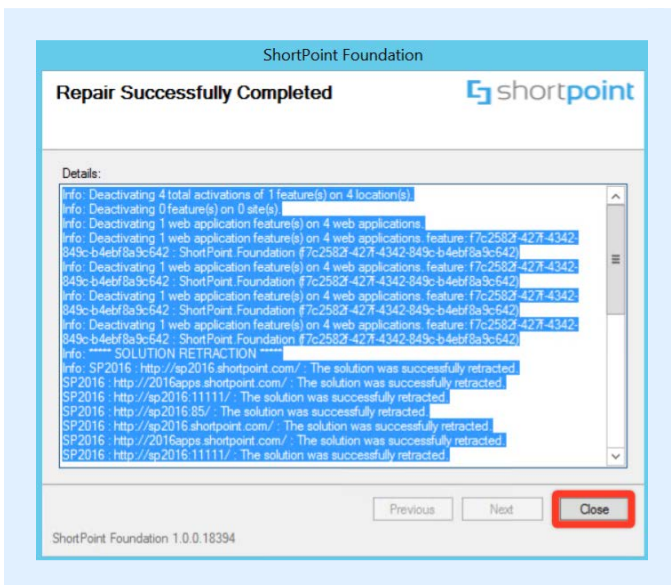 ShortPoint Foundation
Repair Successfully Completed
shortpoint
Details:
Info: Deactivating 4 total activations of 1 feature(s) on 4 location(s).
Info: Deactivating 0 feature(s) on 0 site(s).
Info: Deactivating 1 web application feature(s) on 4 web applications.
Info: Deactivating 1 web application feature(s) on 4 web applications. feature: f7c2582f-427f-4342-
849c-b4ebf8a9c642 : ShortPoint.Foundation (f7c2582f-427f-4342-849c-b4ebf8a9c642)
Info: Deactivating 1 web application feature(s) on 4 web applications. feature: f7c2582f-427f-4342-
849c-b4ebf8a9c642 : ShortPoint.Foundation (f7c2582f-427f-4342-849c-b4ebf8a9c642)
Info: Deactivating 1 web application feature(s) on 4 web applications. feature: f7c2582f-427f-4342-
849c-b4ebf8a9c642 : ShortPoint.Foundation (f7c2582f-427f-4342-849c-b4ebf8a9c642)
Info: Deactivating 1 web application feature(s) on 4 web applications. feature: f7c2582f-427f-4342-
849c-b4ebf8a9c642 : ShortPoint.Foundation (f7c2582f-427f-4342-849c-b4ebf8a9c642)
Info: ***** SOLUTION RETRACTION *****
Info: SP2016 : http://sp2016.shortpoint.com/ : The solution was successfully retracted.
SP2016 : http://2016apps.shortpoint.com/ : The solution was successfully retracted.
SP2016 : http://sp2016:11111/ : The solution was successfully retracted.
SP2016 : http://sp2016:85/ : The solution was successfully retracted.
SP2016 : http://sp2016.shortpoint.com/ : The solution was successfully retracted.
SP2016 : http://2016apps.shortpoint.com/ : The solution was successfully retracted.
SP2016 : http://sp2016:11111/ : The solution was successfully retracted.
Previous Next Close
ShortPoint Foundation 1.0.0.18394